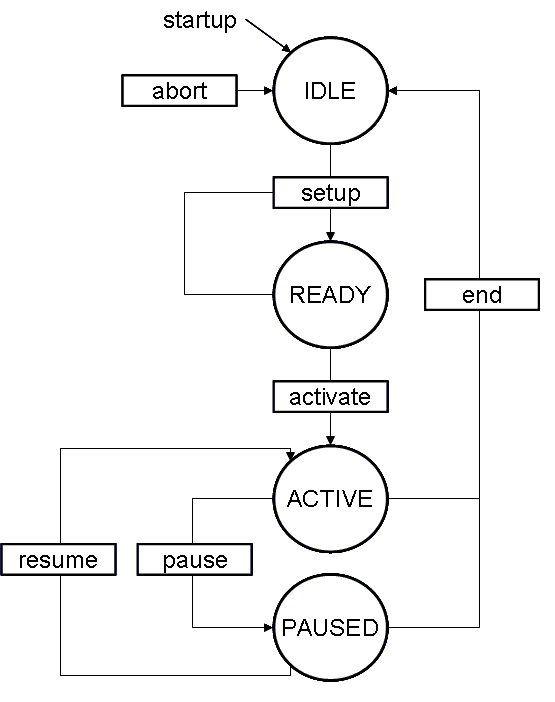 startup
IDLE
abort
setup
READY
end
activate
ACTIVE
resume
pause
PAUSED